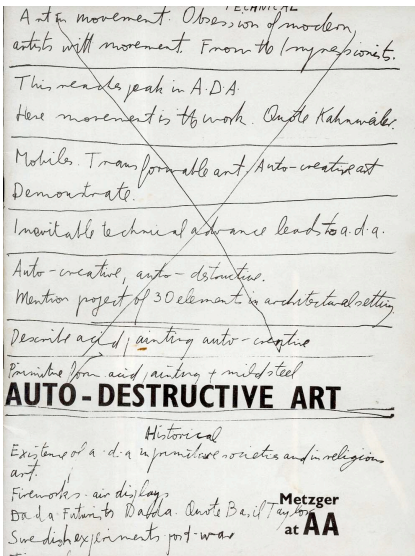 TECHNICAL
Art in movement. Obsession of modern
artists with movement. From the Impressionists.
This reaches peak in A.D.A.
Here movement is the work. Quote Kahnweiler.
Mobiles. Transformable art. Auto-creative art
Demonstrate.
Inevitable technical advance leads to a.d.a.
Auto-creative, auto-destructive.
Mention project of 30 element in architectural setting.
Describe acid painting auto-creative
Primitive form acid painting + mild steel
AUTO-DESTRUCTIVE ART
Historical
Existence of a-d-a in primitive societies and in religious
art.
Fireworks. air displays
Dada Futurists Dada. Quote Basil Taylor
Swedish experiments post-war
Metzger
at AA